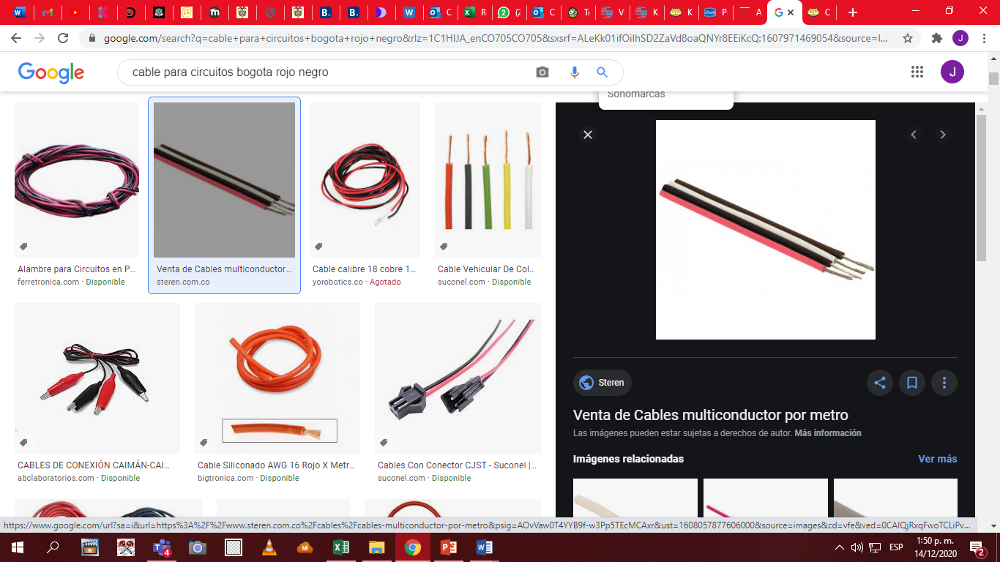 (2
C
R
C
Te
V
K
K
P
A
G
C
google.com/search?q=cable+para+circuitos+bogota+rojo+negro&rlz=1C1HIJA_enCO705CO705&sxsrf=ALeKk01ifOilhSD2ZaVd8oaQNYr8EEiKcQ:1607971469054&source=l...
J
Google
cable para circuitos bogota rojo negro
J
Sonomarcas
Alambre para Circuitos en P...
ferretronica.com · Disponible
Venta de Cables multiconductor...
steren.com.co
Cable calibre 18 cobre 1...
yorobotics.co · Agotado
Cable Vehicular De Col...
suconel.com · Disponible
CABLES DE CONEXIÓN CAIMÁN-CAI...
abclaboratorios.com · Disponible
Cable Siliconado AWG 16 Rojo X Metr...
bigtronica.com · Disponible
Cables Con Conector CJST - Suconel |...
suconel.com · Disponible
Steren
Venta de Cables multiconductor por metro
Las imágenes pueden estar sujetas a derechos de autor. Más información
Imágenes relacionadas
Ver más
https://www.google.com/url?sa=i&url=https%3A%2F%2Fwww.steren.com.co%2Fcables%2Fcables-multiconductor-por-metro&psig=AOvVaw0T4YYB9f-w3Pp5TEcMCAxr&ust=1608057877606000&source=images&cd=vfe&ved=0CAIQjRxqFwoTCLiPv...
4
ESP
1:50 p. m.
14/12/2020
2